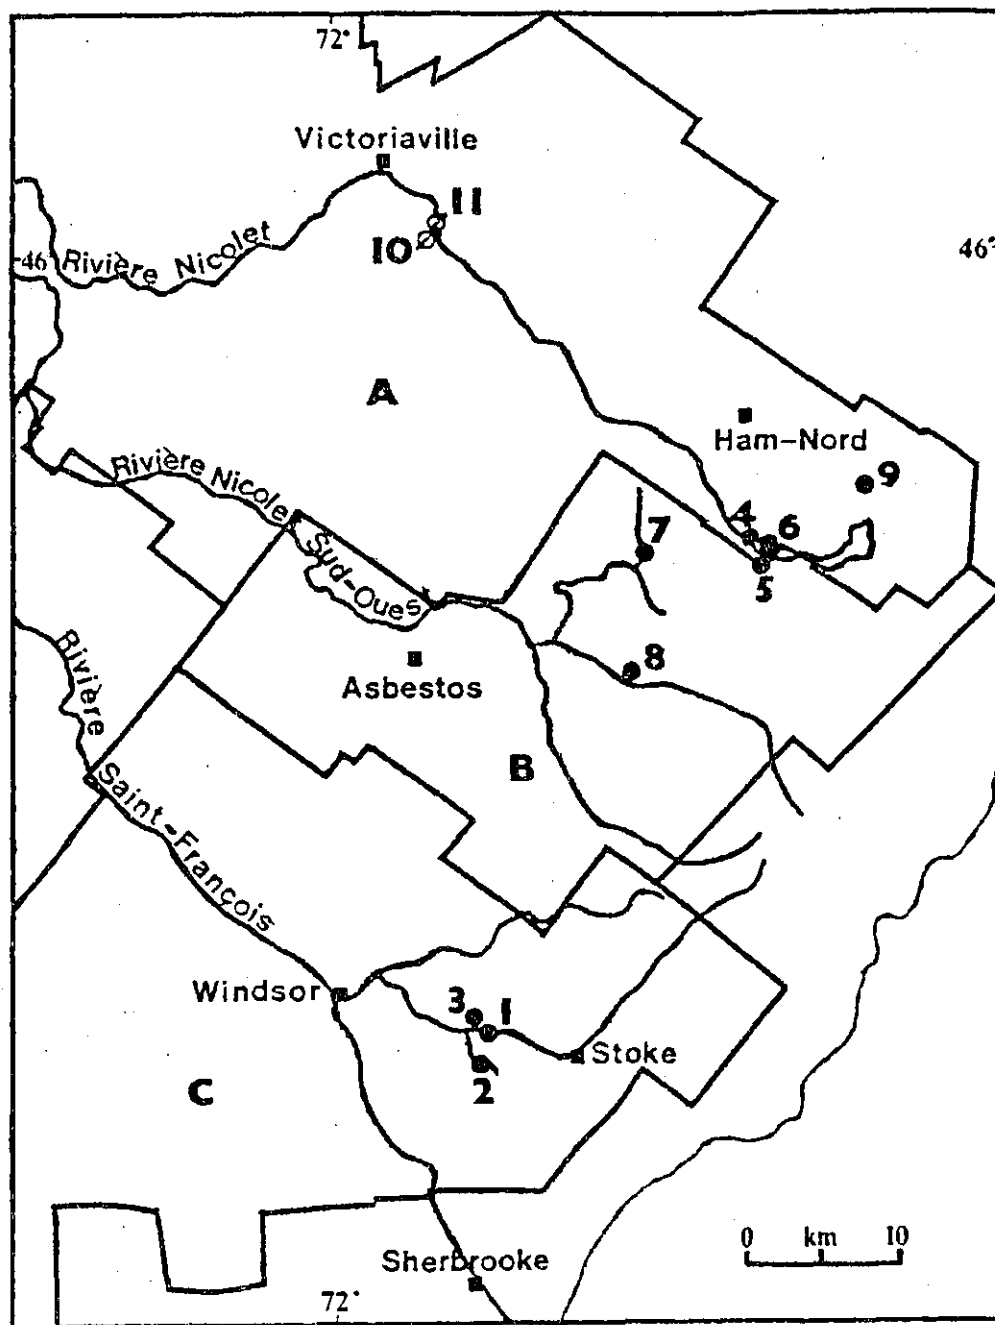 72°
Victoriaville
11
10
46
Rivière Nicolet
46°
A
Ham-Nord
9
Rivière Nicolet
Sud-Oues
4
6
7
5
8
Asbestos
Rivière
B
Saint-François
Windsor
3
1
Stoke
2
C
0 km 10
Sherbrooke
72°